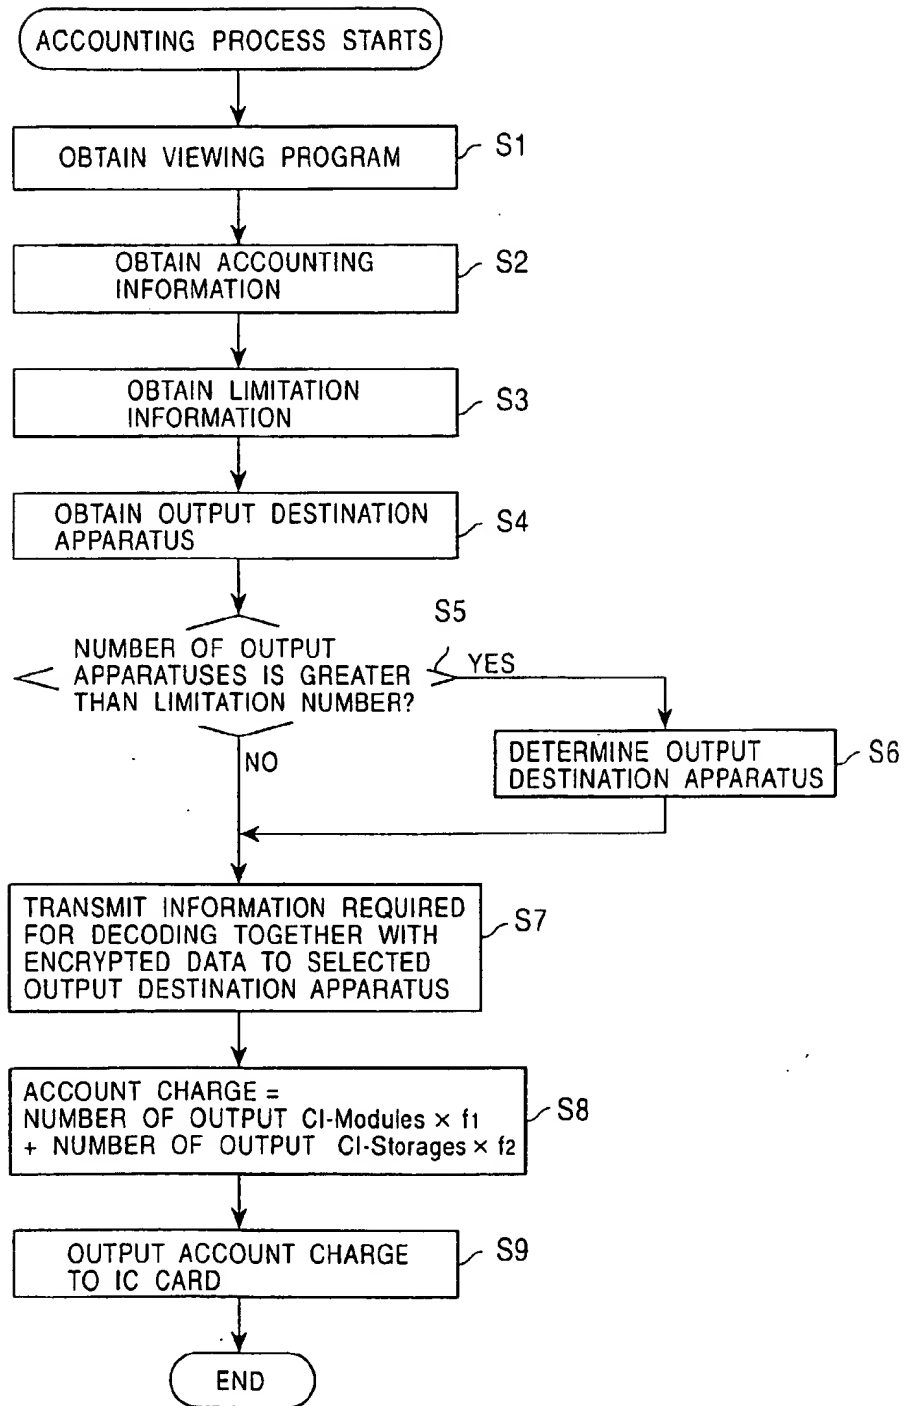 ACCOUNTING PROCESS STARTS
OBTAIN VIEWING PROGRAM
S1
OBTAIN ACCOUNTING
INFORMATION
S2
OBTAIN LIMITATION
INFORMATION
S3
OBTAIN OUTPUT DESTINATION
APPARATUS
S4
S5
NUMBER OF OUTPUT
APPARATUSES IS GREATER
THAN LIMITATION NUMBER?
YES
NO
DETERMINE OUTPUT
DESTINATION APPARATUS
S6
TRANSMIT INFORMATION REQUIRED
FOR DECODING TOGETHER WITH
ENCRYPTED DATA TO SELECTED
OUTPUT DESTINATION APPARATUS
S7
ACCOUNT CHARGE =
NUMBER OF OUTPUT CI-Modules × f1
+ NUMBER OF OUTPUT CI-Storages × f2
S8
OUTPUT ACCOUNT CHARGE
TO IC CARD
S9
END